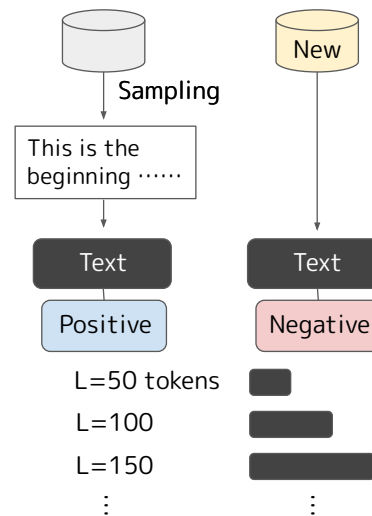 New
Sampling
This is the
beginning ⋯⋯
Text
Text
Positive
Negative
L=50 tokens
L=100
L=150
⋮
⋮